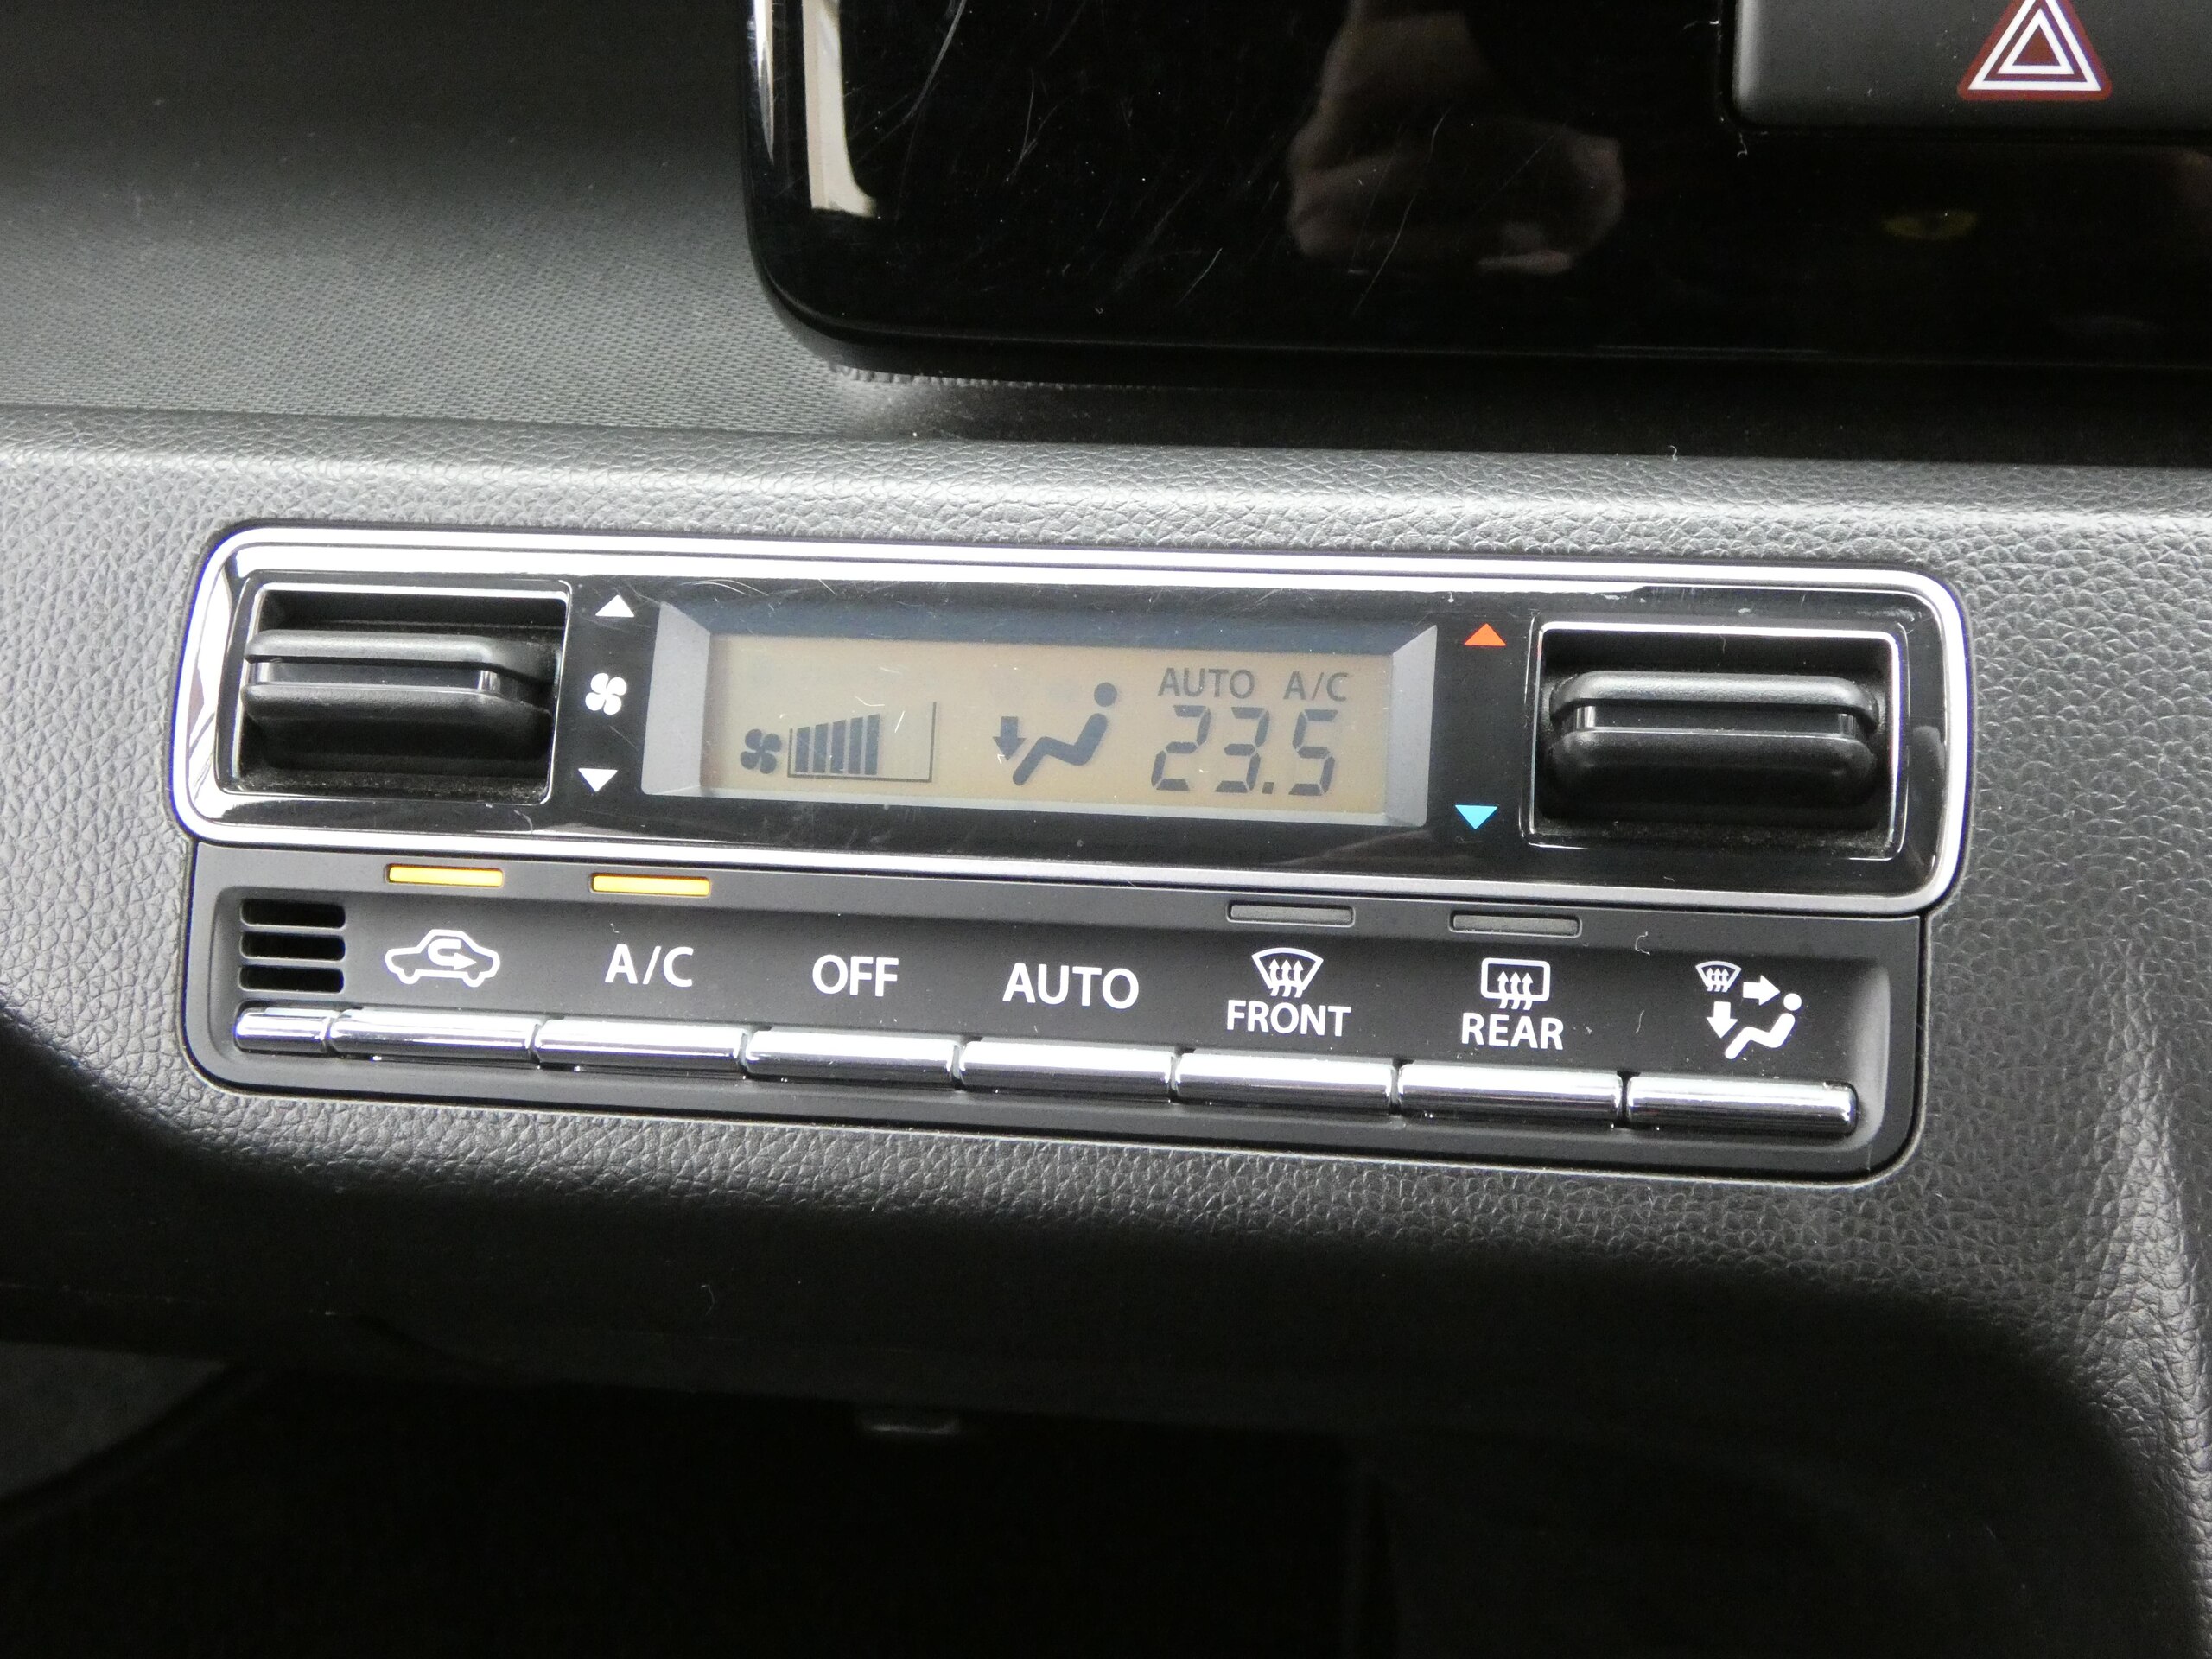 AUTO A/C
23.5
A/C OFF AUTO FRONT REAR